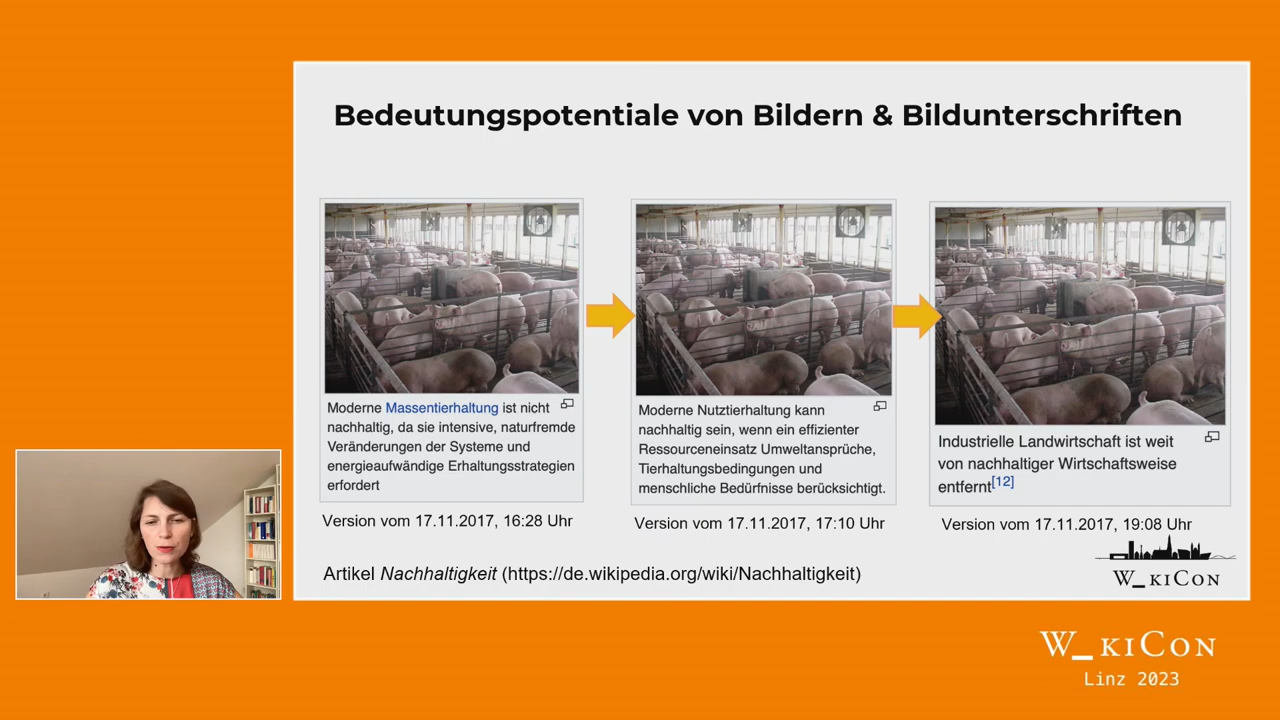 Bedeutungspotentiale von Bildern & Bildunterschriften
Moderne Massentierhaltung ist nicht
nachhaltig, da sie intensive, naturfremde
Veränderungen der Systeme und
energieaufwändige Erhaltungsstrategien
erfordert
Version vom 17.11.2017, 16:28 Uhr
Moderne Nutztierhaltung kann
nachhaltig sein, wenn ein effizienter
Ressourceneinsatz Umweltansprüche,
Tierhaltungsbedingungen und
menschliche Bedürfnisse berücksichtigt.
Version vom 17.11.2017, 17:10 Uhr
Industrielle Landwirtschaft ist weit
von nachhaltiger Wirtschaftsweise
entfernt[12]
Version vom 17.11.2017, 19:08 Uhr
Artikel Nachhaltigkeit (https://de.wikipedia.org/wiki/Nachhaltigkeit)
W_KICON
W_KICON
Linz 2023